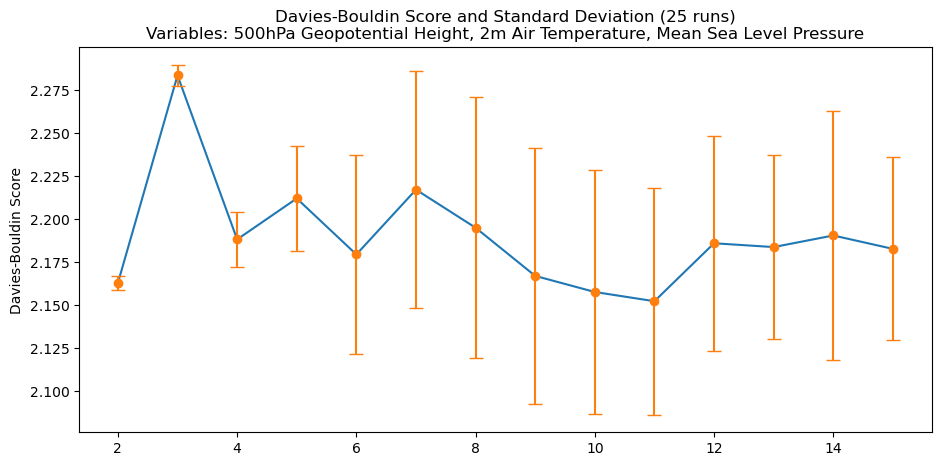 Davies-Bouldin Score and Standard Deviation (25 runs)
Variables: 500hPa Geopotential Height, 2m Air Temperature, Mean Sea Level Pressure
Davies-Bouldin Score
2.275
2.250
2.225
2.200
2.175
2.150
2.125
2.100
2 4 6 8 10 12 14